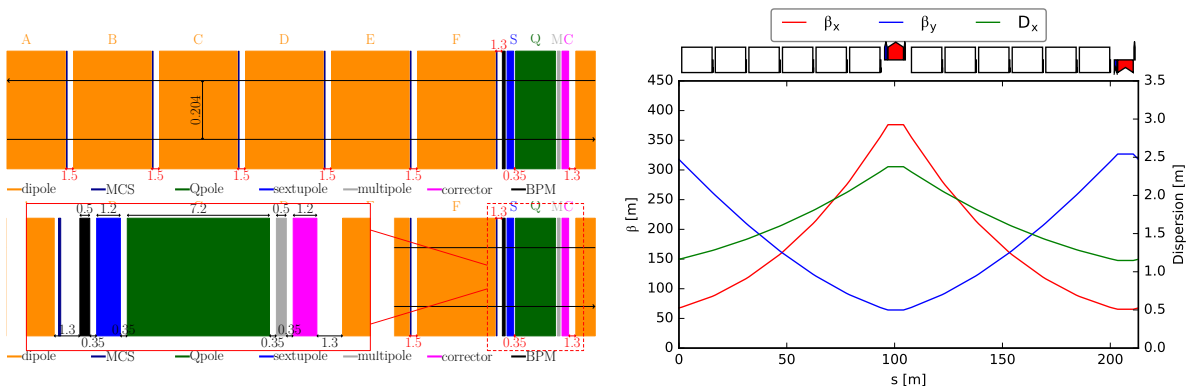 A B C D E F 1.3 S Q M C
0.204
1.5 1.5 1.5 1.5 1.5 0.35 1.3
dipole MCS Qpole sextupole multipole corrector BPM
0.5 1.2 7.2 0.5 1.2 F 1.3 S Q M C
1.3 0.35 0.35 0.35 0.35 1.3 1.5 0.35 1.3
dipole MCS Qpole sextupole multipole corrector BPM
βx βy Dx
450
400
350
300
250
200
150
100
50
0
β [m]
3.5
3.0
2.5
2.0
1.5
1.0
0.5
0.0
Dispersion [m]
0 50 100 150 200
s [m]